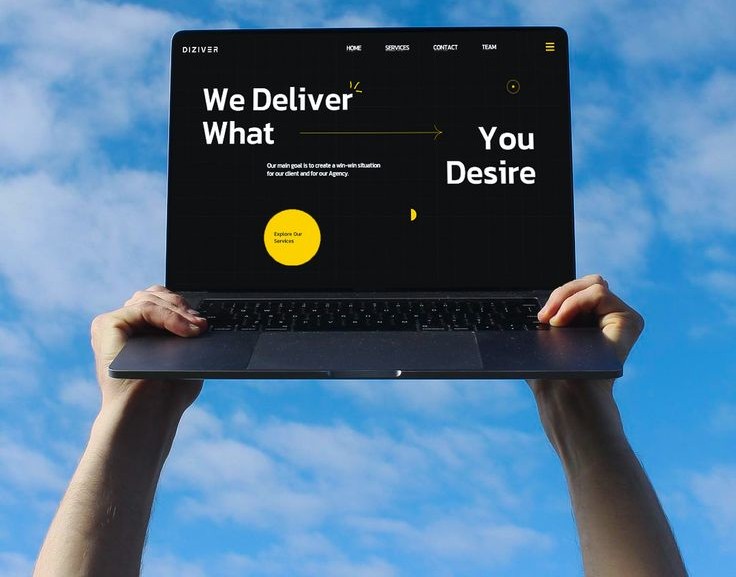 DIZIVER
HOME SERVICES CONTACT TEAM
We Deliver
What
You
Desire
Our main goal is to create a win-win situation
for our client and for our Agency.
Explore Our
Services